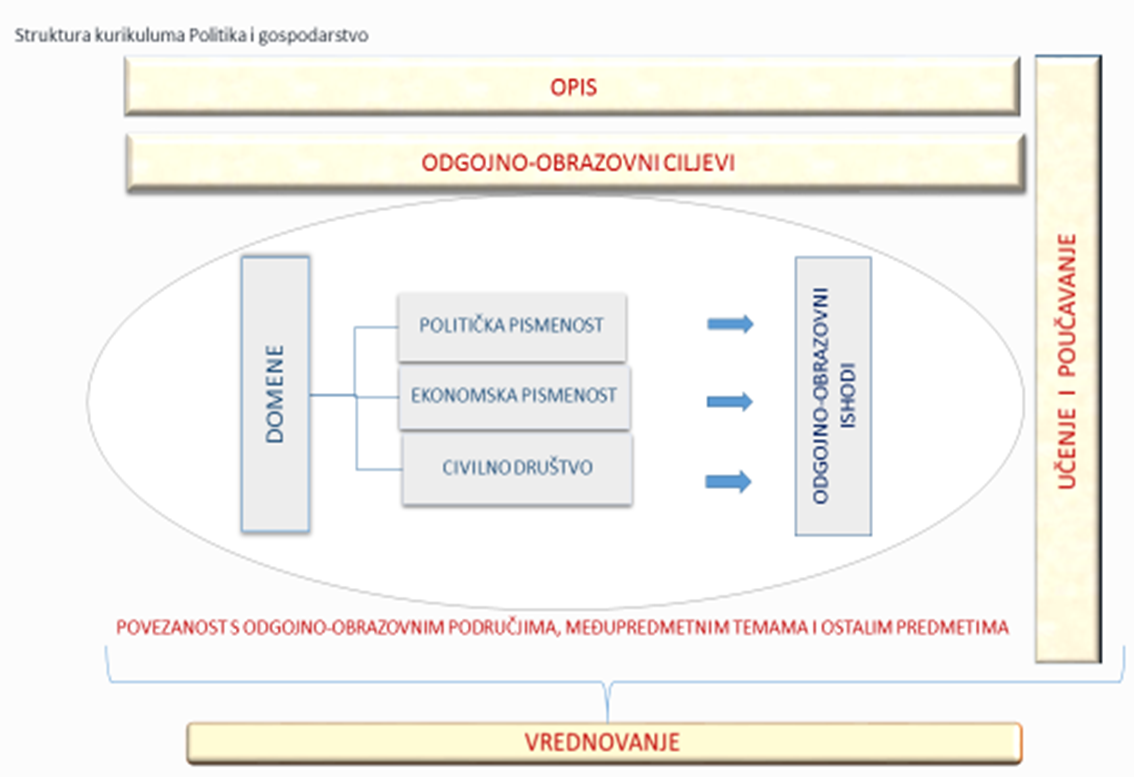 Struktura kurikuluma Politika i gospodarstvo
OPIS
ODGOJNO-OBRAZOVNI CILJEVI
DOMENE
POLITIČKA PISMENOST
EKONOMSKA PISMENOST
CIVILNO DRUŠTVO
ODGOJNO-OBRAZOVNI
ISHODI
UČENJE I POUČAVANJE
POVEZANOST S ODGOJNO-OBRAZOVNIM PODRUČJIMA, MEĐUPREDMETNIM TEMAMA I OSTALIM PREDMETIMA
VREDNOVANJE